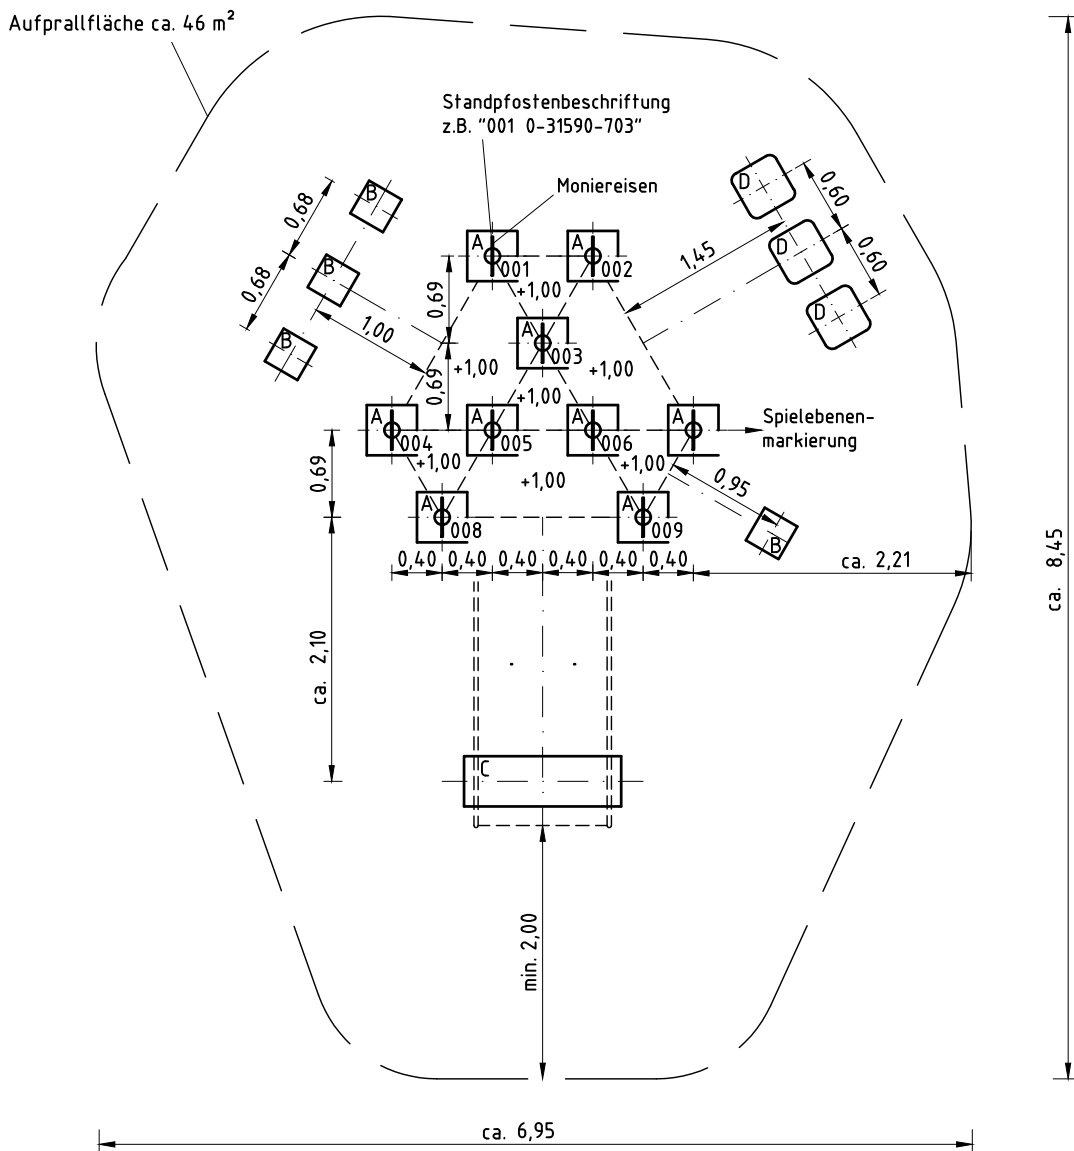 Aufprallfläche ca. 46 m²
Standpfostenbeschriftung
z.B. "001 0-31590-703"
Moniereisen
B
B
B
0,68
0,68
1,00
D
D
D
0,60
0,60
1,45
A
001
A
002
+1,00
0,69
A
003
+1,00
+1,00
+1,00
0,69
A
004
A
005
A
006
A
Spielebenen-
markierung
+1,00
+1,00
+1,00
0,69
A
008
A
009
0,95
B
0,40
0,40
0,40
0,40
0,40
0,40
ca. 2,21
ca. 8,45
ca. 2,10
C
min. 2,00
ca. 6,95